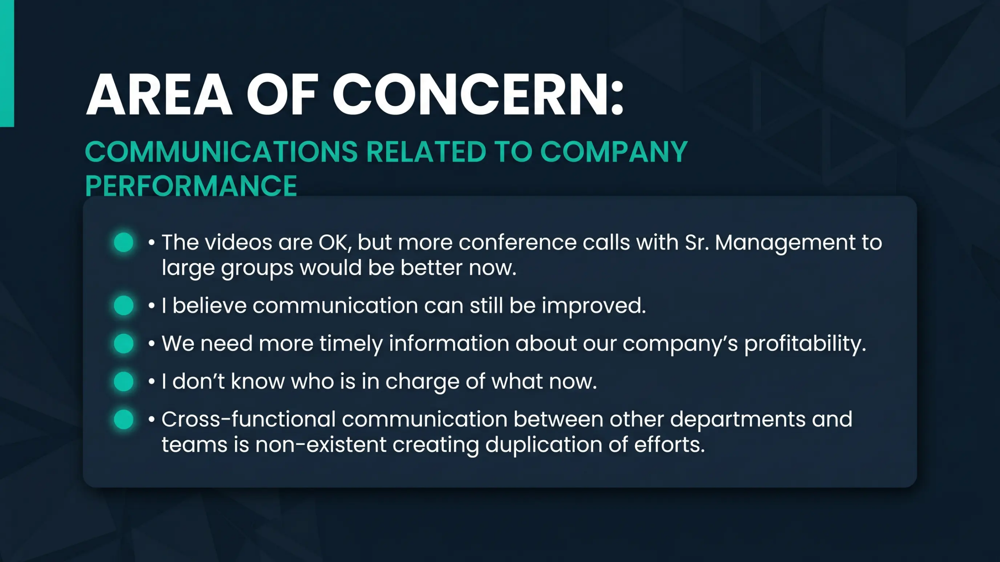 AREA OF CONCERN:
COMMUNICATIONS RELATED TO COMPANY
PERFORMANCE
• The videos are OK, but more conference calls with Sr. Management to
large groups would be better now.
• I believe communication can still be improved.
• We need more timely information about our company’s profitability.
• I don’t know who is in charge of what now.
• Cross-functional communication between other departments and
teams is non-existent creating duplication of efforts.